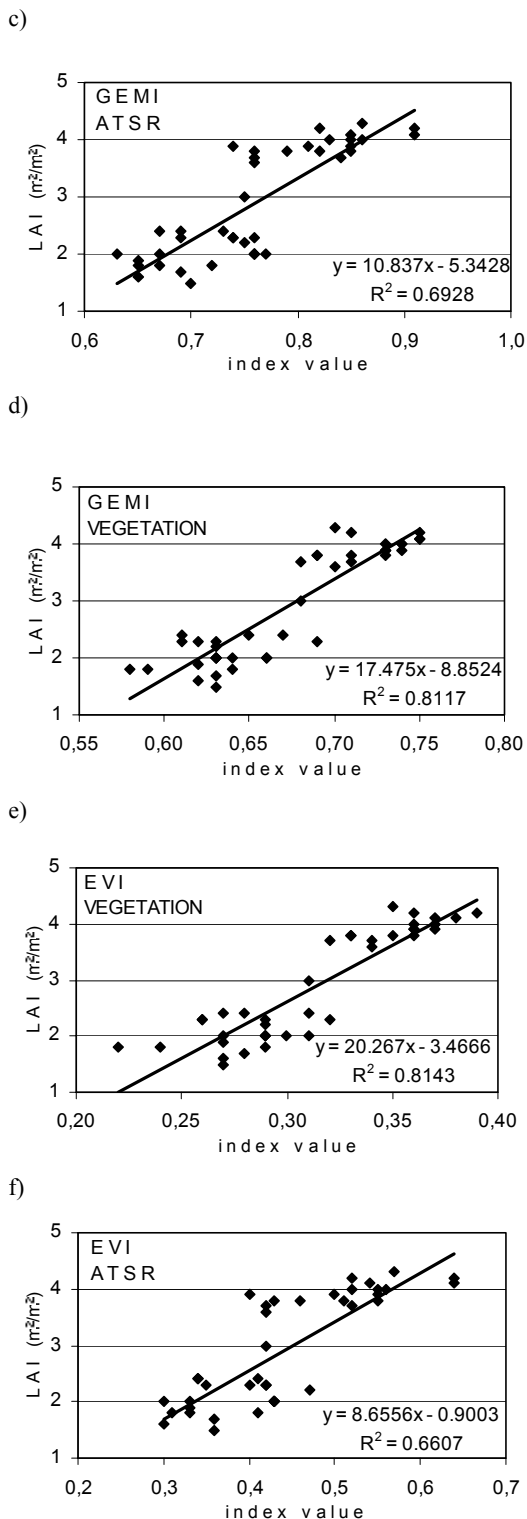 c)
5
GEMI
ATSR
4
LAI (m²/m²)
3
2
y = 10.837x - 5.3428
R² = 0.6928
1
0,6 0,7 0,8 0,9 1,0
index value
d)
5
GEMI
VEGETATION
4
LAI (m²/m²)
3
2
y = 17.475x - 8.8524
R² = 0.8117
1
0,55 0,60 0,65 0,70 0,75 0,80
index value
e)
5
EVI
VEGETATION
4
LAI (m²/m²)
3
2
y = 20.267x - 3.4666
R² = 0.8143
1
0,20 0,25 0,30 0,35 0,40
index value
f)
5
EVI
ATSR
4
LAI (m²/m²)
3
2
y = 8.6556x - 0.9003
R² = 0.6607
1
0,2 0,3 0,4 0,5 0,6 0,7
index value